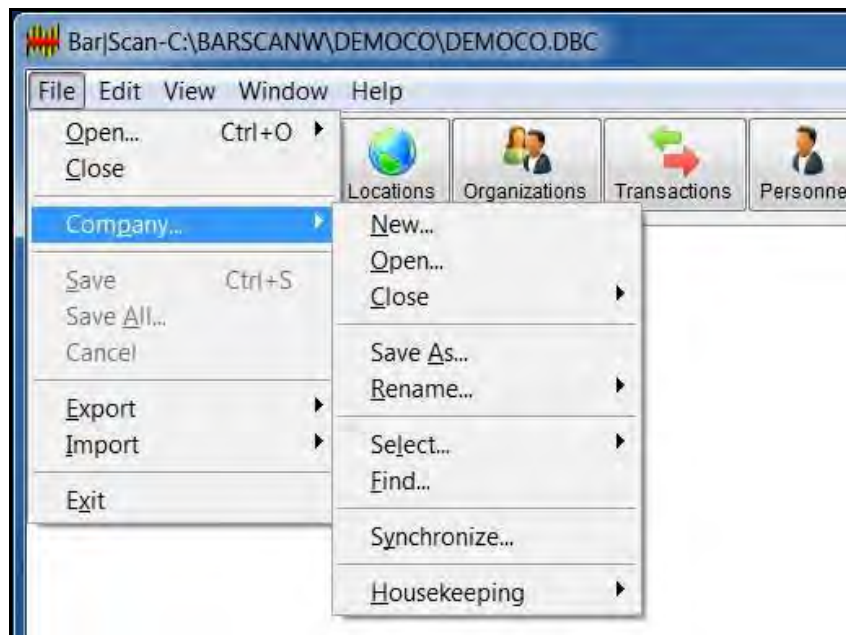 Bar|Scan-C:\BARSCANW\DEMOCO\DEMOCO.DBC
File Edit View Window Help
Open... Ctrl+O
Close
Company...
Save Ctrl+S
Save All...
Cancel
Export
Import
Exit
Locations Organizations Transactions Personne
New...
Open...
Close
Save As...
Rename...
Select...
Find...
Synchronize...
Housekeeping